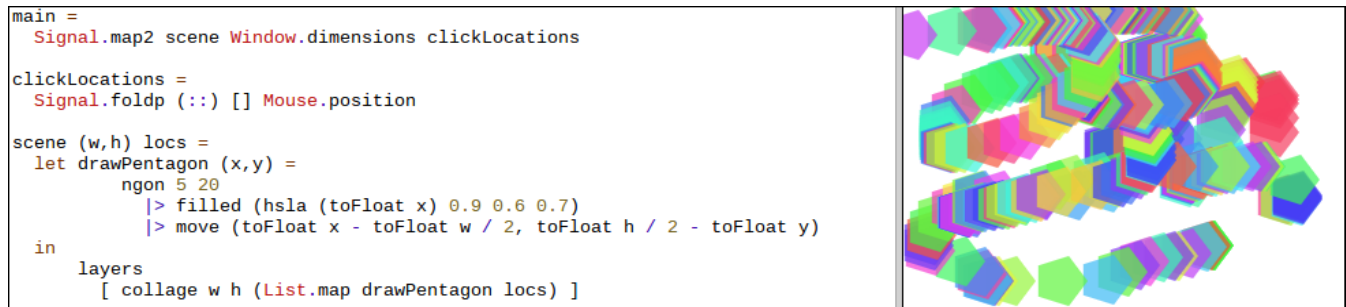 main =
  Signal.map2 scene Window.dimensions clickLocations

clickLocations =
  Signal.foldp (::) [] Mouse.position

scene (w,h) locs =
  let drawPentagon (x,y) =
          ngon 5 20
            |> filled (hsla (toFloat x) 0.9 0.6 0.7)
            |> move (toFloat x - toFloat w / 2, toFloat h / 2 - toFloat y)
  in
      layers
        [ collage w h (List.map drawPentagon locs) ]